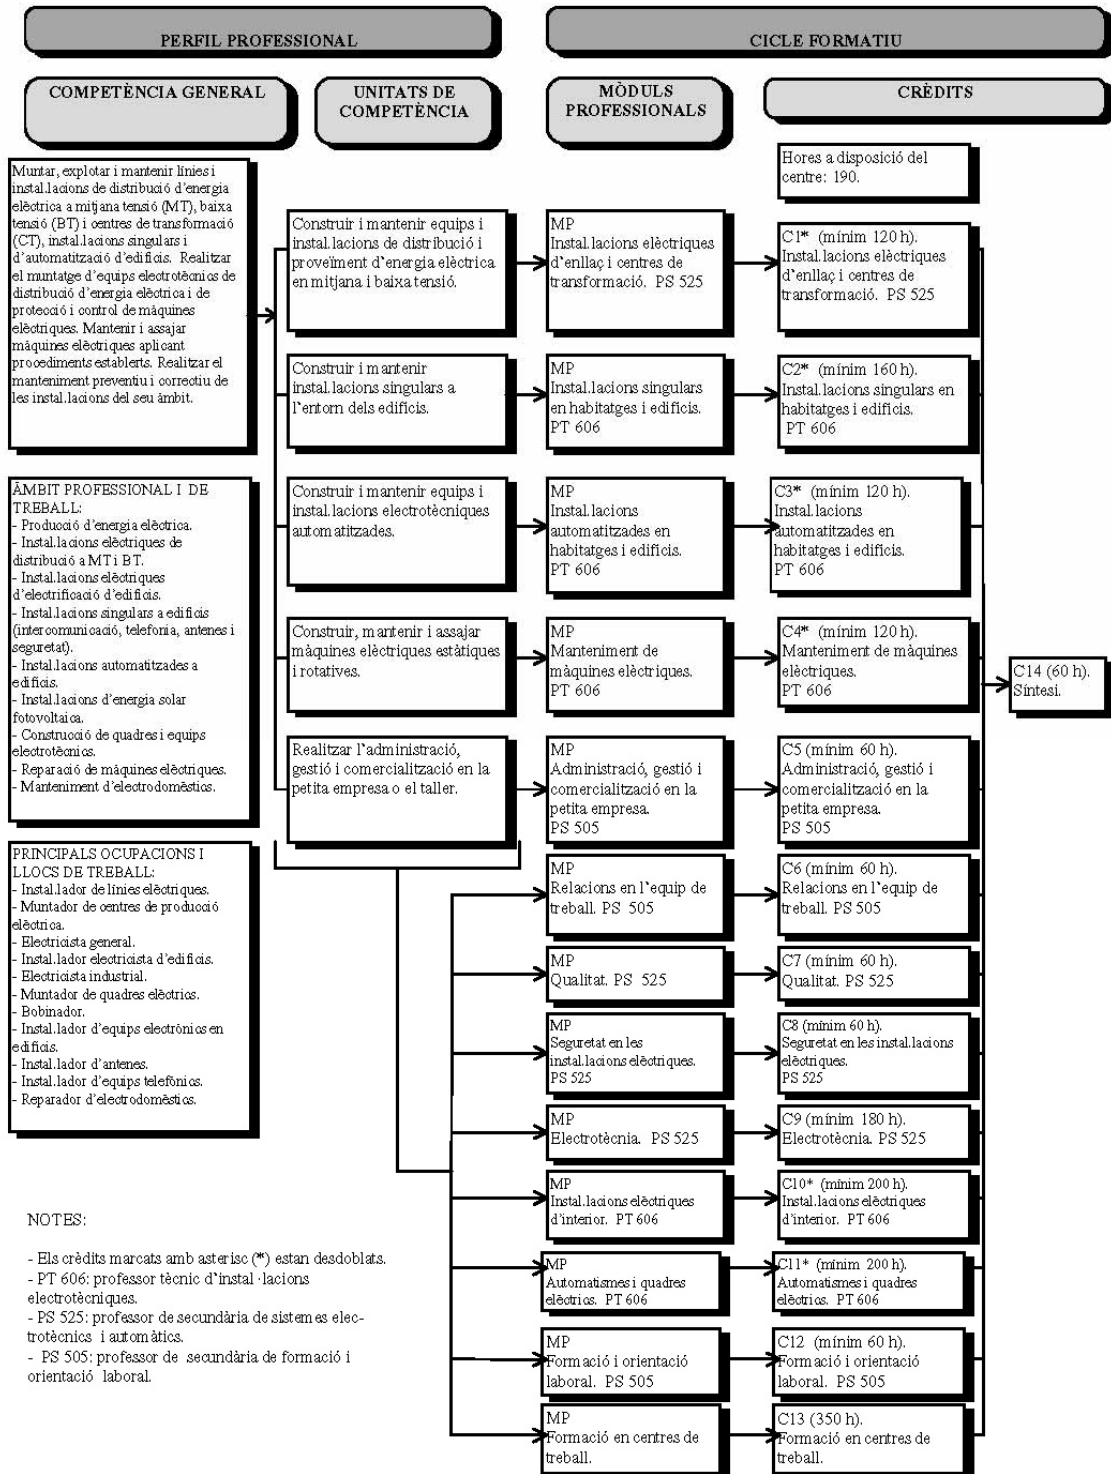 PERFIL PROFESSIONAL
CICLE FORMATIU
COMPETÈNCIA GENERAL
UNITATS DE
COMPETÈNCIA
MÒDULS
PROFESSIONALS
CRÈDITS
Hores a disposició del
centre: 190.
Muntar, explotar i mantenir línies i
instal.lacions de distribució d'energia
elèctrica a mitjana tensió (MT), baixa
tensió (BT) i centres de transformació
(CT), instal.lacions singulars i
d'automatització d'edificis. Realitzar
el muntatge d'equips electrotècnics de
distribució d'energia elèctrica i de
protecció i control de màquines
elèctriques. Mantenir i assajar
màquines elèctriques aplicant
procediments establerts. Realitzar el
manteniment preventiu i correctiu de
les instal.lacions del seu àmbit.
Construir i mantenir equips i
instal.lacions de distribució i
proveïment d'energia elèctrica
en mitjana i baixa tensió.
MP
Instal.lacions elèctriques
d'enllaç i centres de
transformació. PS 525
C1* (mínim 120 h).
Instal.lacions elèctriques
d'enllaç i centres de
transformació. PS 525
Construir i mantenir
instal.lacions singulars a
l'entorn dels edificis.
MP
Instal.lacions singulars
en habitatges i edificis.
PT 606
C2* (mínim 160 h).
Instal.lacions singulars en
habitatges i edificis.
PT 606
ÀMBIT PROFESSIONAL I DE
TREBALL:
- Producció d'energia elèctrica.
- Instal.lacions elèctriques de
distribució a MT i BT.
- Instal.lacions elèctriques
d'electrificació d'edificis.
- Instal.lacions singulars a edificis
(intercomunicació, telefonia, antenes i
seguretat).
- Instal.lacions automatitzades a
edificis.
- Instal.lacions d'energia solar
fotovoltaica.
- Construcció de quadres i equips
electrotècnics.
- Reparació de màquines elèctriques.
- Manteniment d'electrodomèstics.
Construir i mantenir equips i
instal.lacions electrotècniques
automatitzades.
MP
Instal.lacions
automatitzades en
habitatges i edificis.
PT 606
C3* (mínim 120 h).
Instal.lacions
automatitzades en
habitatges i edificis.
PT 606
Construir, mantenir i assajar
màquines elèctriques estàtiques
i rotatives.
MP
Manteniment de
màquines elèctriques.
PT 606
C4* (mínim 120 h).
Manteniment de màquines
elèctriques.
PT 606
C14 (60 h).
Síntesi.
Realitzar l'administració,
gestió i comercialització en la
petita empresa o el taller.
MP
Administració, gestió i
comercialització en la
petita empresa.
PS 505
C5 (mínim 60 h).
Administració, gestió i
comercialització en la
petita empresa.
PS 505
PRINCIPALS OCUPACIONS I
LLOCS DE TREBALL:
- Instal.lador de línies elèctriques.
- Muntador de centres de producció
elèctrica.
- Electricista general.
- Instal.lador electricista d'edificis.
- Electricista industrial.
- Muntador de quadres elèctrics.
- Bobinador.
- Instal.lador d'equips electrònics en
edificis.
- Instal.lador d'antenes.
- Instal.lador d'equips telefònics.
- Reparador d'electrodomèstics.
MP
Relacions en l'equip de
treball. PS 505
C6 (mínim 60 h).
Relacions en l'equip de
treball. PS 505
MP
Qualitat. PS 525
C7 (mínim 60 h).
Qualitat. PS 525
MP
Seguretat en les
instal.lacions elèctriques.
PS 525
C8 (mínim 60 h).
Seguretat en les instal.lacions
elèctriques.
PS 525
MP
Electrotècnia. PS 525
C9 (mínim 180 h).
Electrotècnia. PS 525
MP
Instal.lacions elèctriques
d'interior. PT 606
C10* (mínim 200 h).
Instal.lacions elèctriques
d'interior. PT 606
MP
Automatismes i quadres
elèctrics. PT 606
C11* (mínim 200 h).
Automatismes i quadres
elèctrics. PT 606
MP
Formació i orientació
laboral. PS 505
C12 (mínim 60 h).
Formació i orientació
laboral. PS 505
MP
Formació en centres de
treball.
C13 (350 h).
Formació en centres de
treball.
NOTES:
- Els crèdits marcats amb asterisc (*) estan desdoblats.
- PT 606: professor tècnic d'instal·lacions
electrotècniques.
- PS 525: professor de secundària de sistemes elec-
trotècnics i automàtics.
- PS 505: professor de secundària de formació i
orientació laboral.